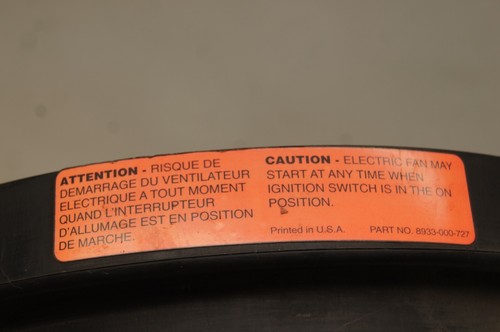 ATTENTION - RISQUE DE
DEMARRAGE DU VENTILATEUR
ELECTRIQUE A TOUT MOMENT
QUAND L'INTERRUPTEUR
D'ALLUMAGE EST EN POSITION
DE MARCHE.
CAUTION - ELECTRIC FAN MAY
START AT ANY TIME WHEN
IGNITION SWITCH IS IN THE ON
POSITION.
Printed in U.S.A. PART NO. 8933-000-727